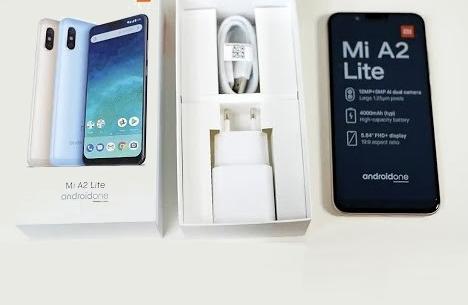 Mi A2 Lite
androidone
mi
Mi A2
Lite
12MP+5MP AI dual camera
Large 1.25μm pixels
4000mAh (typ)
High-capacity battery
5.84" FHD+ display
19:9 aspect ratio
androidone